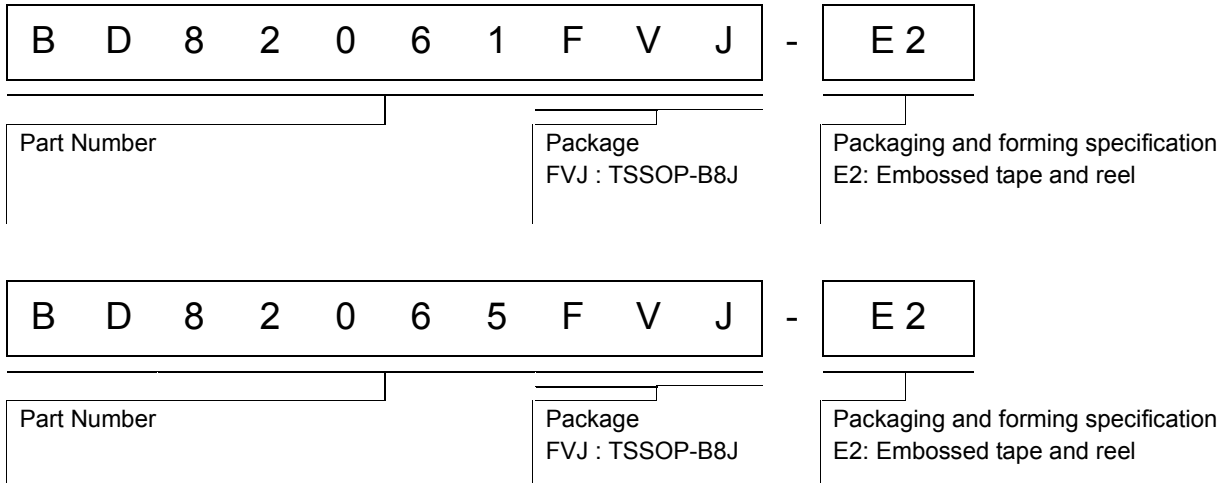 B D 8 2 0 6 1 F V J - E 2
Part Number Package Packaging and forming specification
FVJ : TSSOP-B8J E2: Embossed tape and reel
B D 8 2 0 6 5 F V J - E 2
Part Number Package Packaging and forming specification
FVJ : TSSOP-B8J E2: Embossed tape and reel